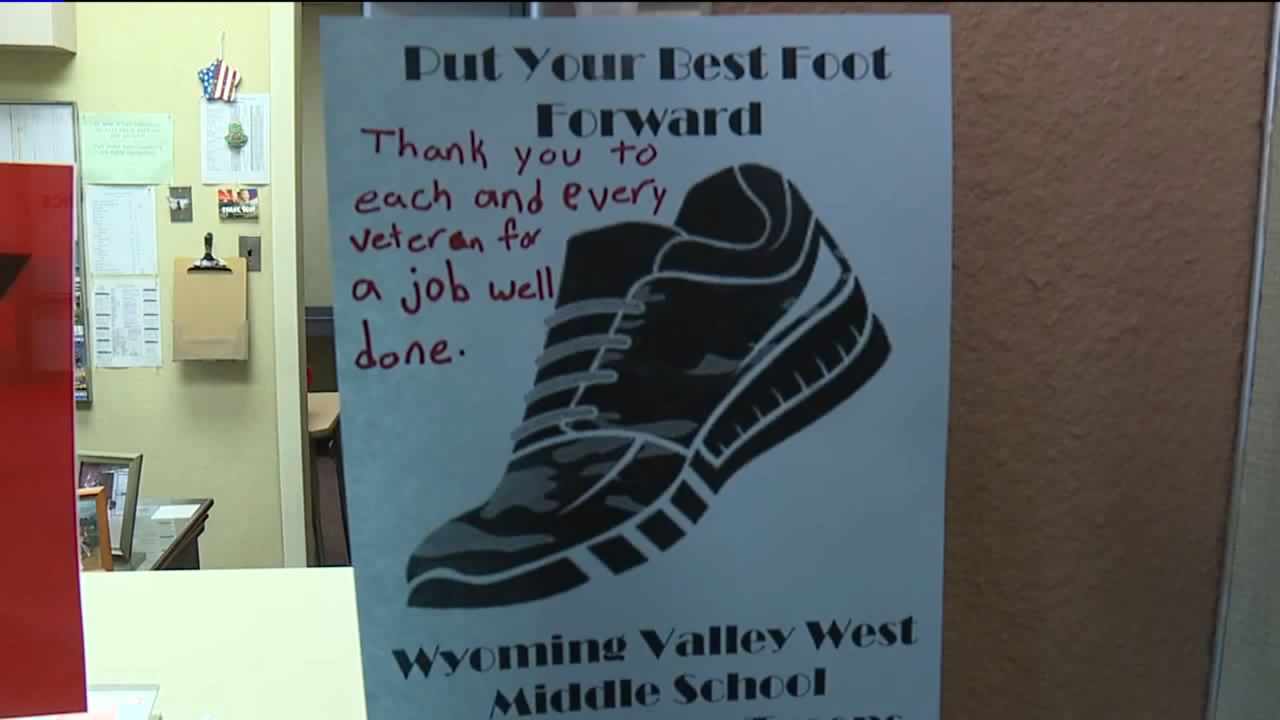 Put Your Best Foot
Forward
Thank you to
each and every
veteran for
a job well
done.
Wyoming Valley West
Middle School